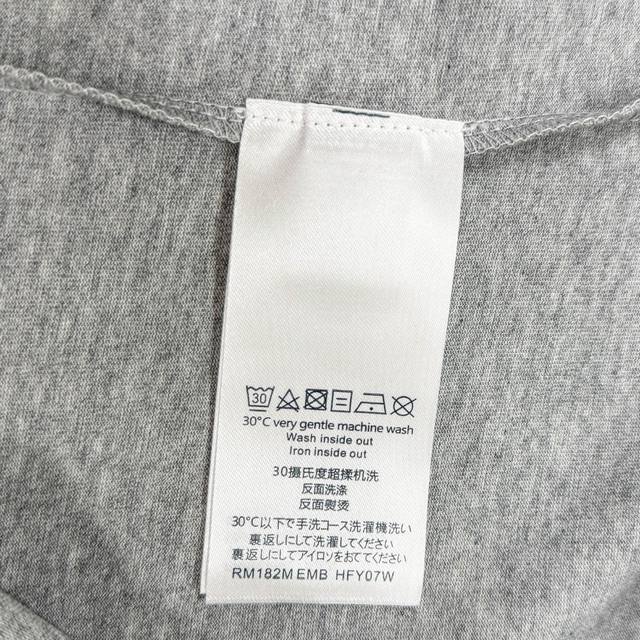 30
30°C very gentle machine wash
Wash inside out
Iron inside out
30摄氏度超揉机洗
反面洗涤
反面熨烫
30°C以下で手洗コース洗濯機洗い
裏返しにして洗濯してください
裏返しにしてアイロンをおててください
RM182M EMB HFY07W